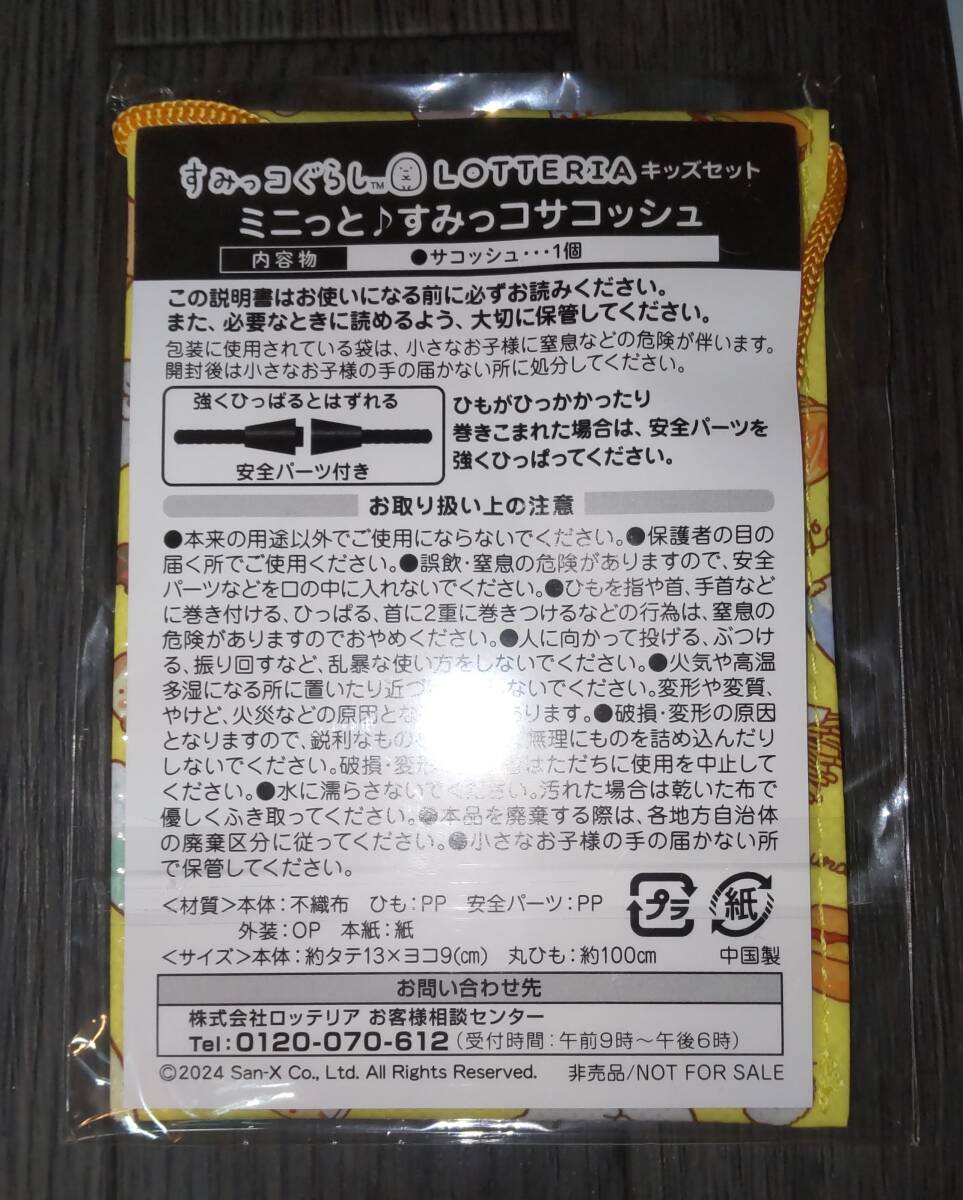 すみっコぐらし™ LOTTERIA キッズセット
ミニっと♪すみっコサコッシュ
内容物 ●サコッシュ・・・1個
この説明書はお使いになる前に必ずお読みください。
また、必要なときに読めるよう、大切に保管してください。
包装に使用されている袋は、小さなお子様に窒息などの危険が伴います。
開封後は小さなお子様の手の届かない所に処分してください。
強くひっぱるとはずれる
安全パーツ付き
ひもがひっかかったり
巻きこまれた場合は、安全パーツを
強くひっぱってください。
お取り扱い上の注意
●本来の用途以外でご使用にならないでください。●保護者の目の
届く所でご使用ください。●誤飲・窒息の危険がありますので、安全
パーツなどを口の中に入れないでください。●ひもを指や首、手首など
に巻き付ける、ひっぱる、首に2重に巻きつけるなどの行為は、窒息の
危険がありますのでおやめください。●人に向かって投げる、ぶつけ
る、振り回すなど、乱暴な使い方をしないでください。●火気や高温
多湿になる所に置いたり近づ ないでください。変形や変質、
やけど、火災などの原因とな あります。●破損・変形の原因
となりますので、鋭利なもの 無理にものを詰め込んだり
しないでください。破損・変形 はただちに使用を中止して
ください。●水に濡らさないでください。汚れた場合は乾いた布で
優しくふき取ってください。●本品を廃棄する際は、各地方自治体
の廃棄区分に従ってください。●小さなお子様の手の届かない所
で保管してください。
<材質>本体:不織布 ひも:PP 安全パーツ:PP
外装:OP 本紙:紙
プラ 紙
<サイズ>本体:約タテ13×ヨコ9(cm) 丸ひも:約100cm 中国製
お問い合わせ先
株式会社ロッテリア お客様相談センター
Tel:0120-070-612(受付時間:午前9時～午後6時)
©2024 San-X Co., Ltd. All Rights Reserved. 非売品/NOT FOR SALE